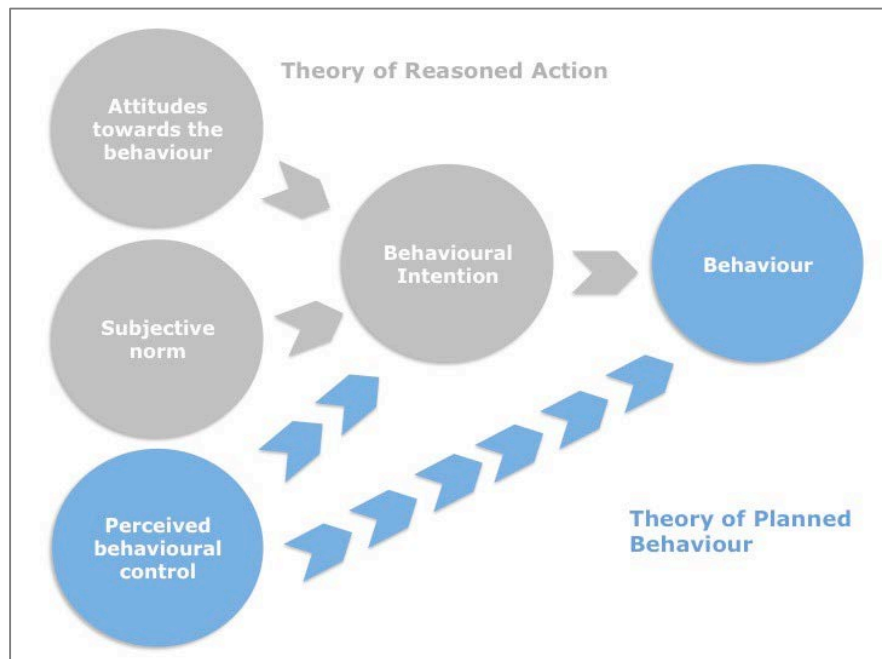 Theory of Reasoned Action
Attitudes
towards the
behaviour
Behavioural
Intention
Behaviour
Subjective
norm
Perceived
behavioural
control
Theory of Planned
Behaviour